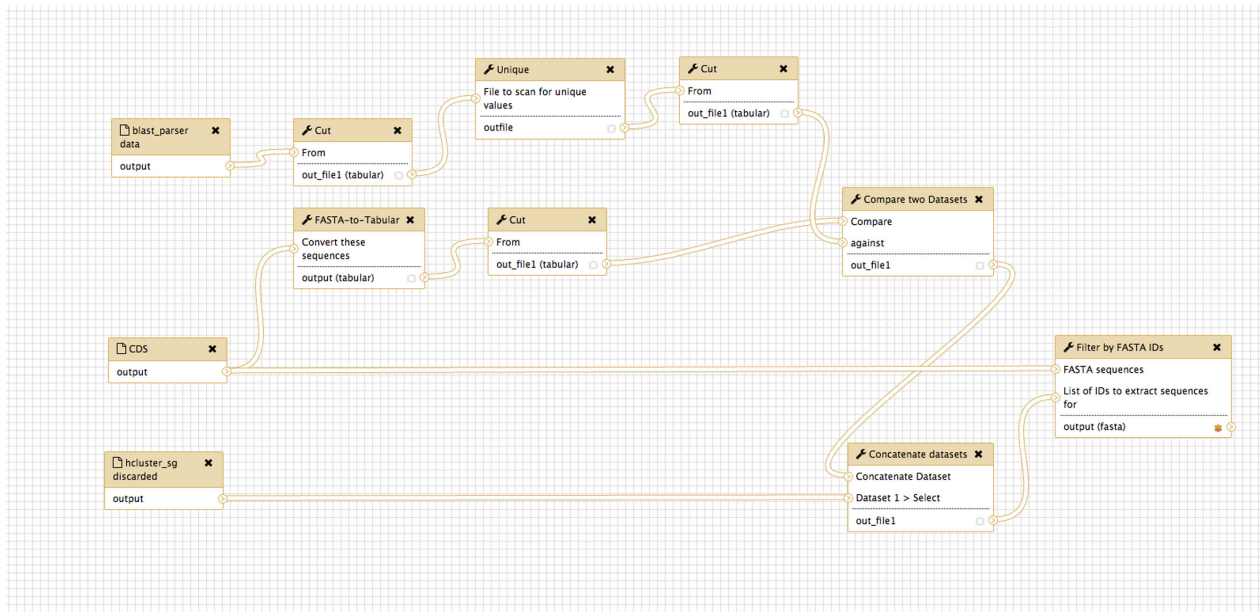 Unique
File to scan for unique
values
outfile
Cut
From
out_file1 (tabular)
blast_parser
data
output
Cut
From
out_file1 (tabular)
FASTA-to-Tabular
Convert these
sequences
output (tabular)
Cut
From
out_file1 (tabular)
Compare two Datasets
Compare
against
out_file1
CDS
output
Filter by FASTA IDs
FASTA sequences
List of IDs to extract sequences
for
output (fasta)
hcluster_sg
discarded
output
Concatenate datasets
Concatenate Dataset
Dataset 1 > Select
out_file1